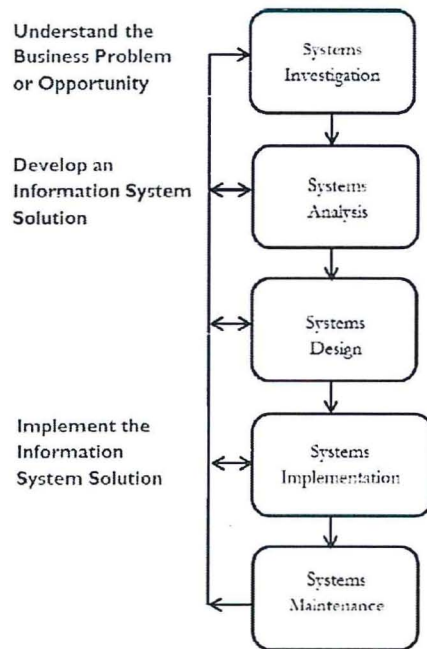 Understand the
Business Problem
or Opportunity
Systems
Investigation
Develop an
Information System
Solution
Systems
Analysis
Systems
Design
Implement the
Information
System Solution
Systems
Implementation
Systems
Maintenance